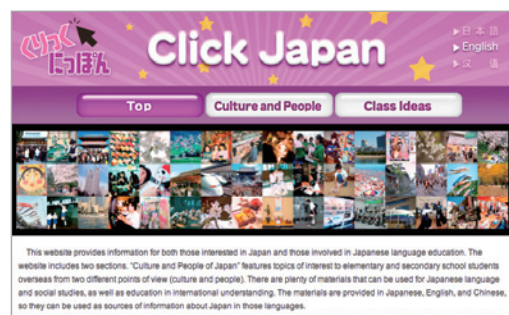 くりっく
にっぽん
Click Japan
▶日本語
▶English
▶汉 语
Top
Culture and People
Class Ideas
This website provides information for both those interested in Japan and those involved in Japanese language education. The
website includes two sections. "Culture and People of Japan" features topics of interest to elementary and secondary school students
overseas from two different points of view (culture and people). There are plenty of materials that can be used for Japanese language
and social studies, as well as education in international understanding. The materials are provided in Japanese, English, and Chinese,
so they can be used as sources of information about Japan in those languages.